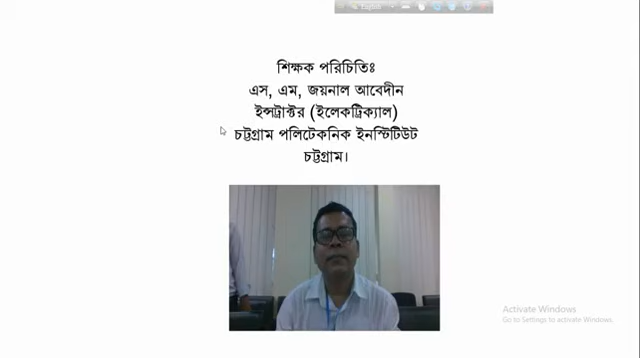 English
শিক্ষক পরিচিতিঃ
এস, এম, জয়নাল আবেদীন
ইন্সট্রাক্টর (ইলেকট্রিক্যাল)
চট্টগ্রাম পলিটেকনিক ইনস্টিটিউট
চট্টগ্রাম।
Activate Windows
Go to Settings to activate Windows.